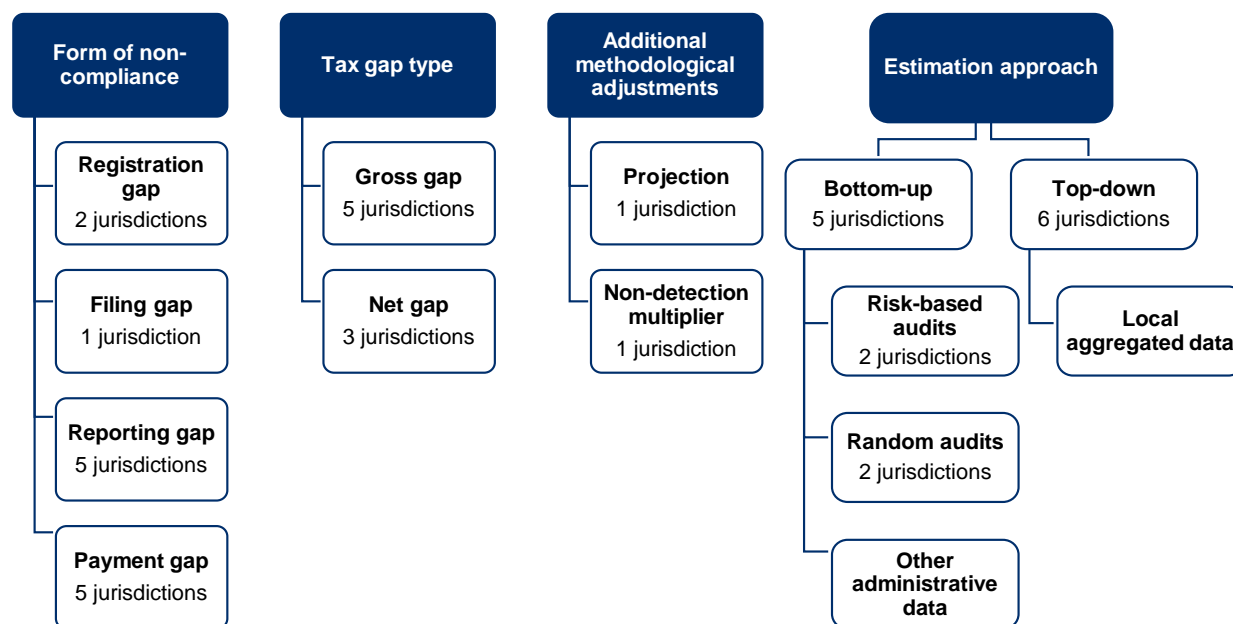 Form of non-
compliance
Registration
gap
2 jurisdictions
Filing gap
1 jurisdiction
Reporting gap
5 jurisdictions
Payment gap
5 jurisdictions
Tax gap type
Gross gap
5 jurisdictions
Net gap
3 jurisdictions
Additional
methodological
adjustments
Projection
1 jurisdiction
Non-detection
multiplier
1 jurisdiction
Estimation approach
Bottom-up
5 jurisdictions
Risk-based
audits
2 jurisdictions
Random audits
2 jurisdictions
Other
administrative
data
Top-down
6 jurisdictions
Local
aggregated data